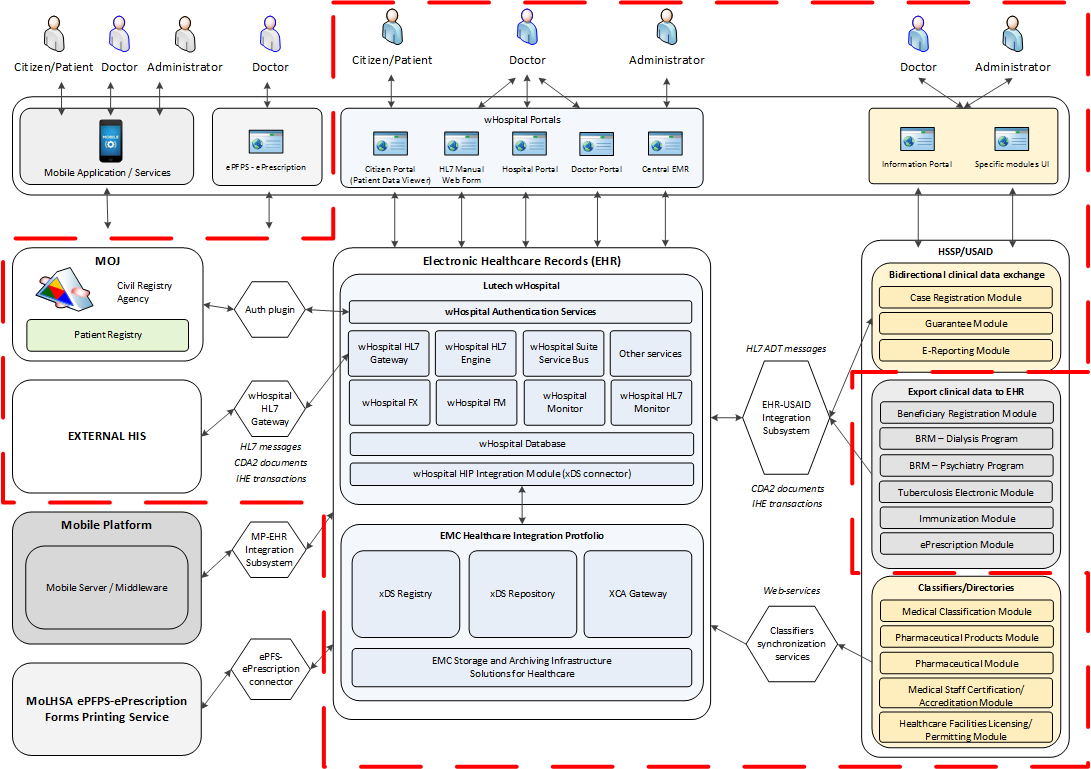 Citizen/Patient
Doctor
Administrator
Doctor
Citizen/Patient
Doctor
Administrator
Doctor
Administrator
MOBILE
Mobile Application / Services
ePFPS - ePrescription
wHospital Portals
Citizen Portal
(Patient Data Viewer)
HL7 Manual
Web Form
Hospital Portal
Doctor Portal
Central EMR
Information Portal
Specific modules UI
MOJ
Civil Registry
Agency
Patient Registry
Auth plugin
EXTERNAL HIS
wHospital
HL7
Gateway
HL7 messages
CDA2 documents
IHE transactions
Mobile Platform
Mobile Server / Middleware
MP-EHR
Integration
Subsystem
MoLHSA ePFPS-ePrescription
Forms Printing Service
ePFS-
ePrescription
connector
Electronic Healthcare Records (EHR)
Lutech wHospital
wHospital Authentication Services
wHospital HL7
Gateway
wHospital HL7
Engine
wHospital Suite
Service Bus
Other services
wHospital FX
wHospital FM
wHospital
Monitor
wHospital HL7
Monitor
wHospital Database
wHospital HIP Integration Module (xDS connector)
EMC Healthcare Integration Protfolio
xDS Registry
xDS Repository
XCA Gateway
EMC Storage and Archiving Infrastructure
Solutions for Healthcare
HL7 ADT messages
EHR-USAID
Integration
Subsystem
CDA2 documents
IHE transactions
Web-services
Classifiers
synchronization
services
HSSP/USAID
Bidirectional clinical data exchange
Case Registration Module
Guarantee Module
E-Reporting Module
Export clinical data to EHR
Beneficiary Registration Module
BRM – Dialysis Program
BRM – Psychiatry Program
Tuberculosis Electronic Module
Immunization Module
ePrescription Module
Classifiers/Directories
Medical Classification Module
Pharmaceutical Products Module
Pharmaceutical Module
Medical Staff Certification/
Accreditation Module
Healthcare Facilities Licensing/
Permitting Module